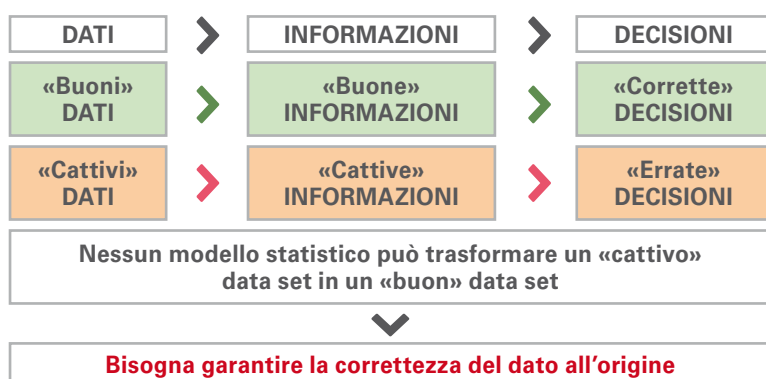 DATI
INFORMAZIONI
DECISIONI
«Buoni»
DATI
«Buone»
INFORMAZIONI
«Corrette»
DECISIONI
«Cattivi»
DATI
«Cattive»
INFORMAZIONI
«Errate»
DECISIONI
Nessun modello statistico può trasformare un «cattivo»
data set in un «buon» data set
Bisogna garantire la correttezza del dato all’origine